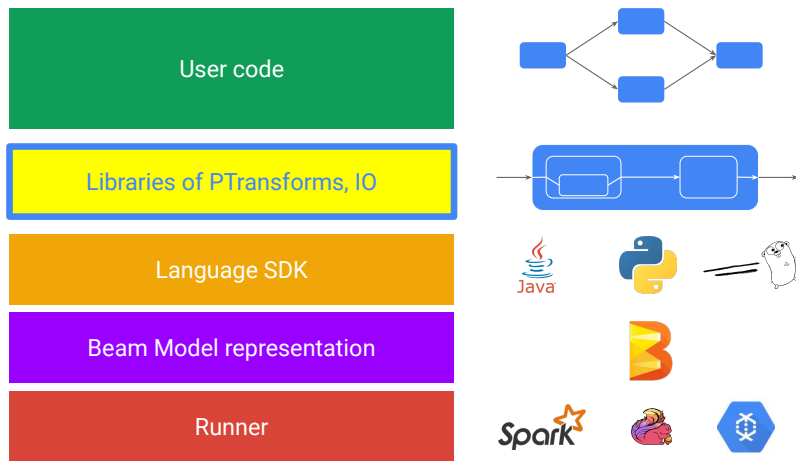 User code
Libraries of PTransforms, IO
Language SDK
Java
Beam Model representation
Runner
Spark